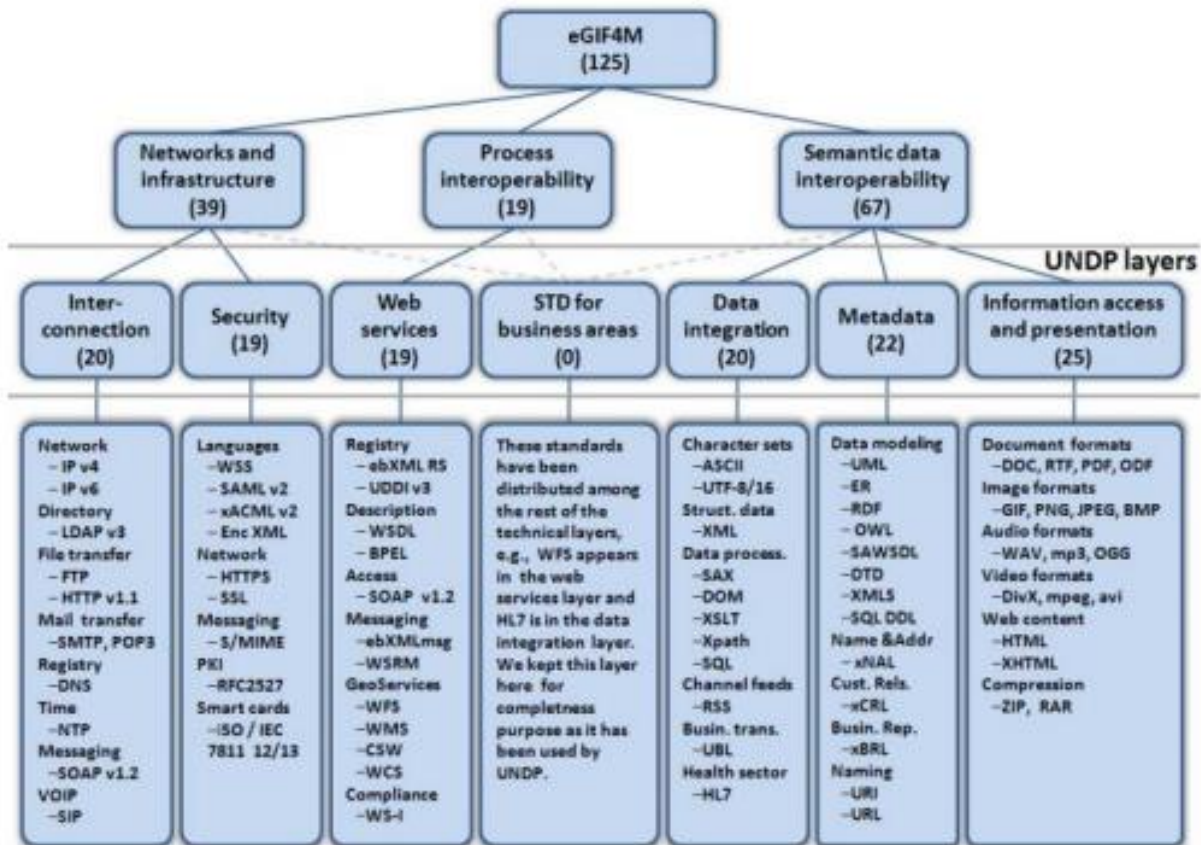 eGIF4M
(125)
Networks and
infrastructure
(39)
Process
interoperability
(19)
Semantic data
interoperability
(67)
UNDP layers
Inter-
connection
(20)
Security
(19)
Web
services
(19)
STD for
business areas
(0)
Data
integration
(20)
Metadata
(22)
Information access
and presentation
(25)
Network
–IP v4
–IP v6
Directory
–LDAP v3
File transfer
–FTP
–HTTP v1.1
Mail transfer
–SMTP, POP3
Registry
–DNS
Time
–NTP
Messaging
–SOAP v1.2
VOIP
–SIP
Languages
–WSS
– SAML v2
– xACML v2
– Enc XML
Network
–HTTPS
–SSL
Messaging
–S/MIME
PKI
–RFC2527
Smart cards
–ISO / IEC
7811 12/13
Registry
–ebXML RS
–UDDI v3
Description
–WSDL
–BPEL
Access
–SOAP v1.2
Messaging
–ebXMLmsg
–WSRM
GeoServices
–WFS
–WMS
–CSW
–WCS
Compliance
–WS-I
These standards
have been
distributed among
the rest of the
technical layers,
e.g., WFS appears
in the web
services layer and
HL7 is in the data
integration layer.
We kept this layer
here for
completness
purpose as it has
been used by
UNDP.
Character sets
–ASCII
–UTF-8/16
Struct. data
–XML
Data process.
–SAX
–DOM
–XSLT
–Xpath
–SQL
Channel feeds
–RSS
Busin. trans.
–UBL
Health sector
–HL7
Data modeling
–UML
–ER
–RDF
– OWL
–SAWSDL
–DTD
–XMLS
–SQL DDL
Name &Addr
– xNAL
Cust. Rels.
–xCRL
Busin. Rep.
–xBRL
Naming
–URI
–URL
Document formats
–DOC, RTF, PDF, ODF
Image formats
–GIF, PNG, JPEG, BMP
Audio formats
–WAV, mp3, OGG
Video formats
–DivX, mpeg, avi
Web content
–HTML
–XHTML
Compression
–ZIP, RAR